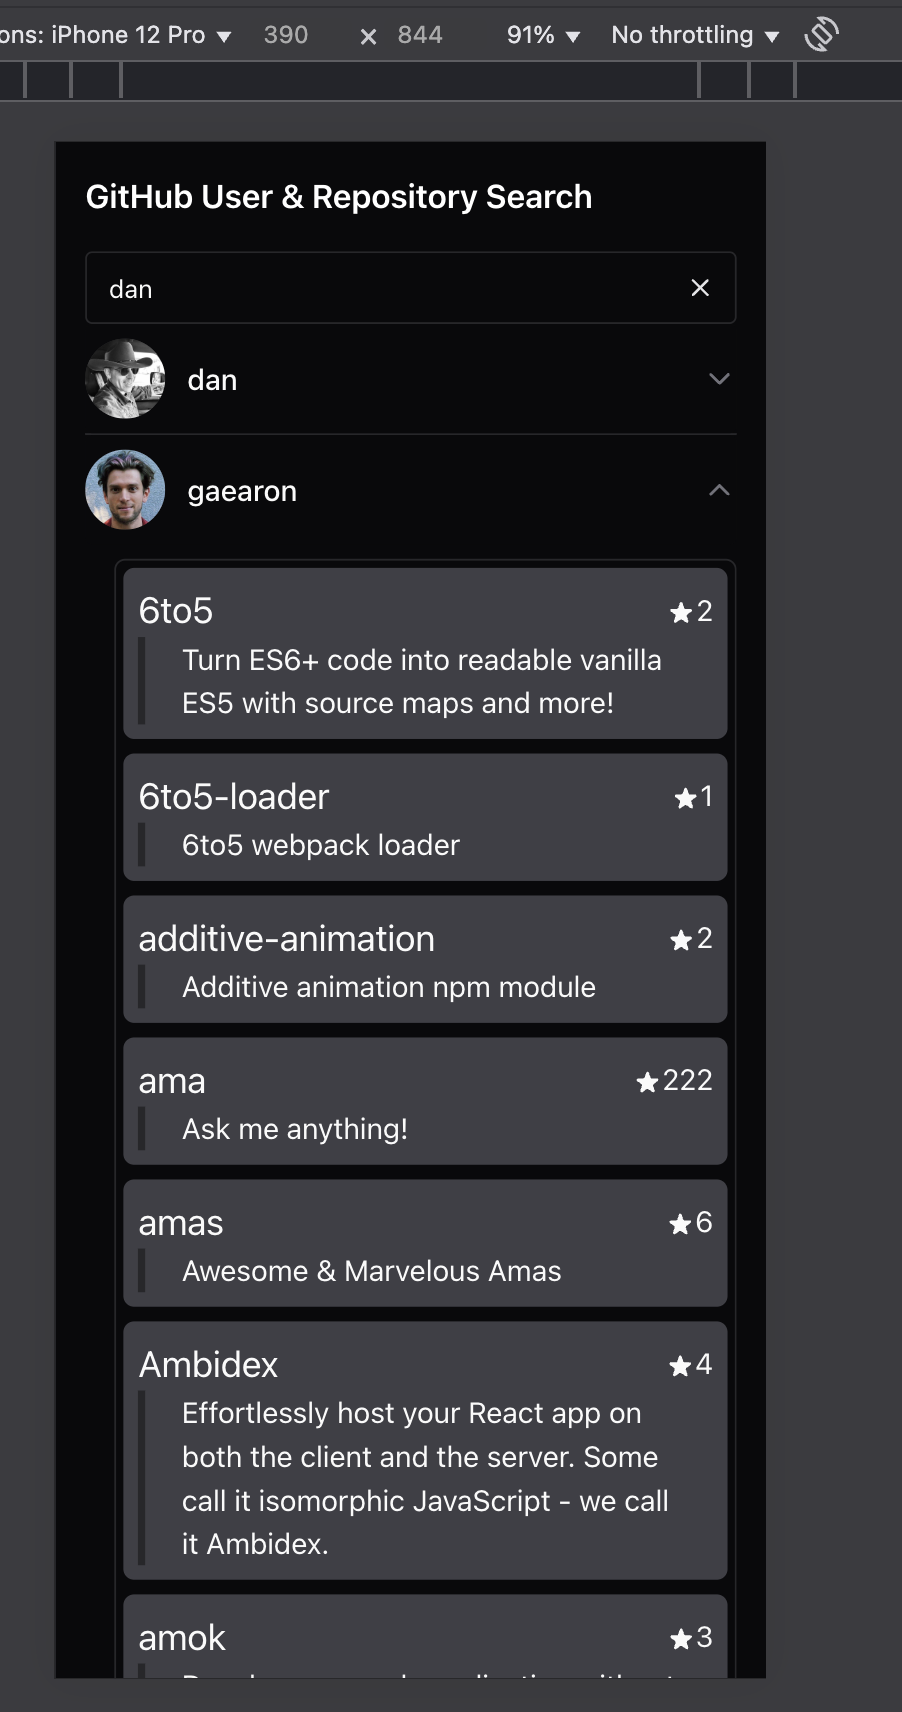 ons: iPhone 12 Pro ▼ 390 × 844 91% ▼ No throttling ▼
GitHub User & Repository Search
dan
dan
gaearon
6to5 ★2
Turn ES6+ code into readable vanilla
ES5 with source maps and more!
6to5-loader ★1
6to5 webpack loader
additive-animation ★2
Additive animation npm module
ama ★222
Ask me anything!
amas ★6
Awesome & Marvelous Amas
Ambidex ★4
Effortlessly host your React app on
both the client and the server. Some
call it isomorphic JavaScript - we call
it Ambidex.
amok ★3